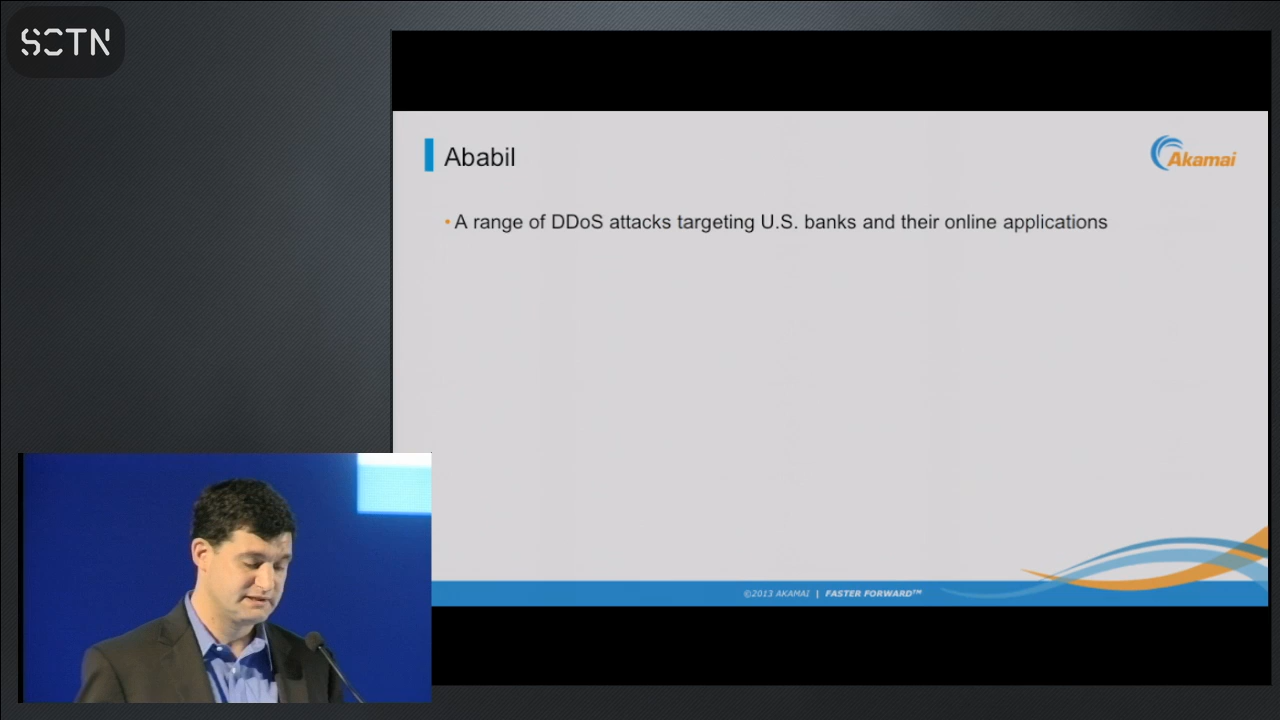 SCTN
Ababil
Akamai
• A range of DDoS attacks targeting U.S. banks and their online applications
©2013 AKAMAI | FASTER FORWARD™